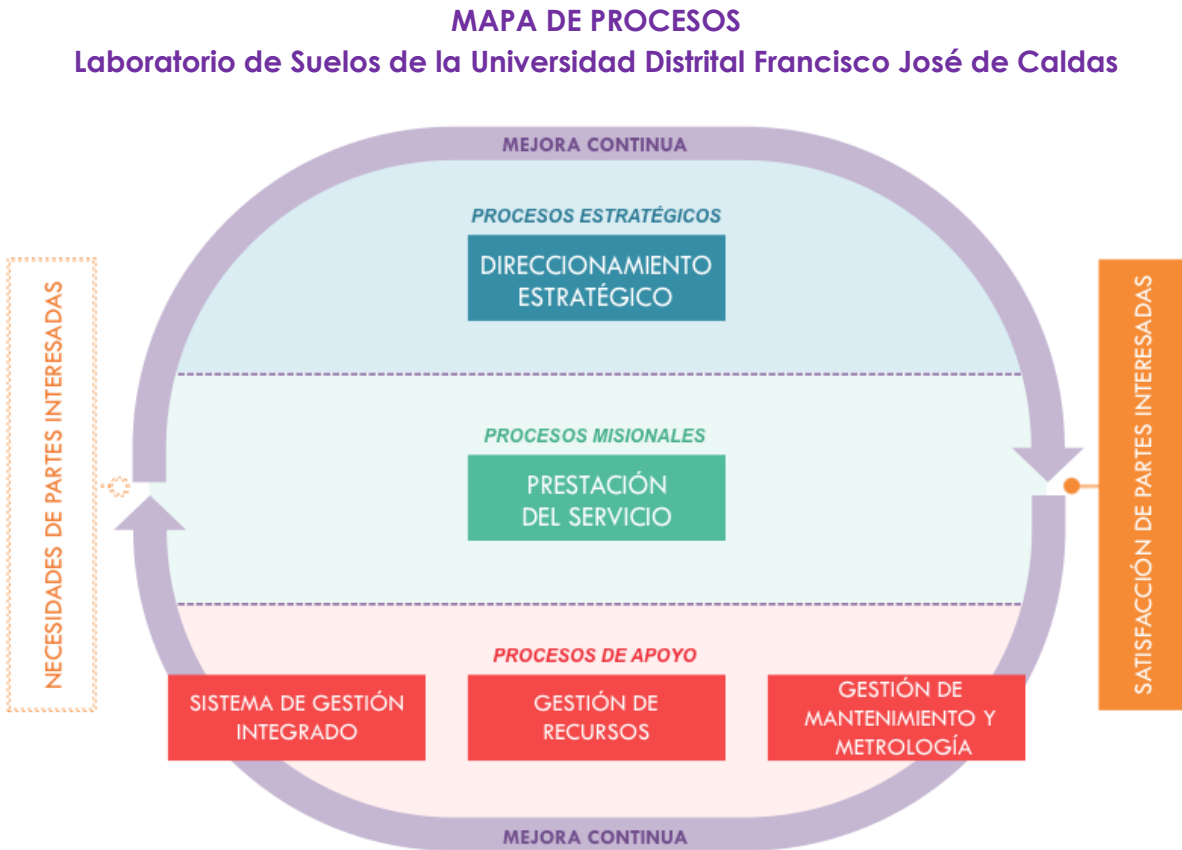 MAPA DE PROCESOS
Laboratorio de Suelos de la Universidad Distrital Francisco José de Caldas
MEJORA CONTINUA
PROCESOS ESTRATÉGICOS
DIRECCIONAMIENTO
ESTRATÉGICO
NECESIDADES DE PARTES INTERESADAS
PROCESOS MISIONALES
PRESTACIÓN
DEL SERVICIO
SATISFACCIÓN DE PARTES INTERESADAS
PROCESOS DE APOYO
SISTEMA DE GESTIÓN
INTEGRADO
GESTIÓN DE
RECURSOS
GESTIÓN DE
MANTENIMIENTO Y
METROLOGÍA
MEJORA CONTINUA